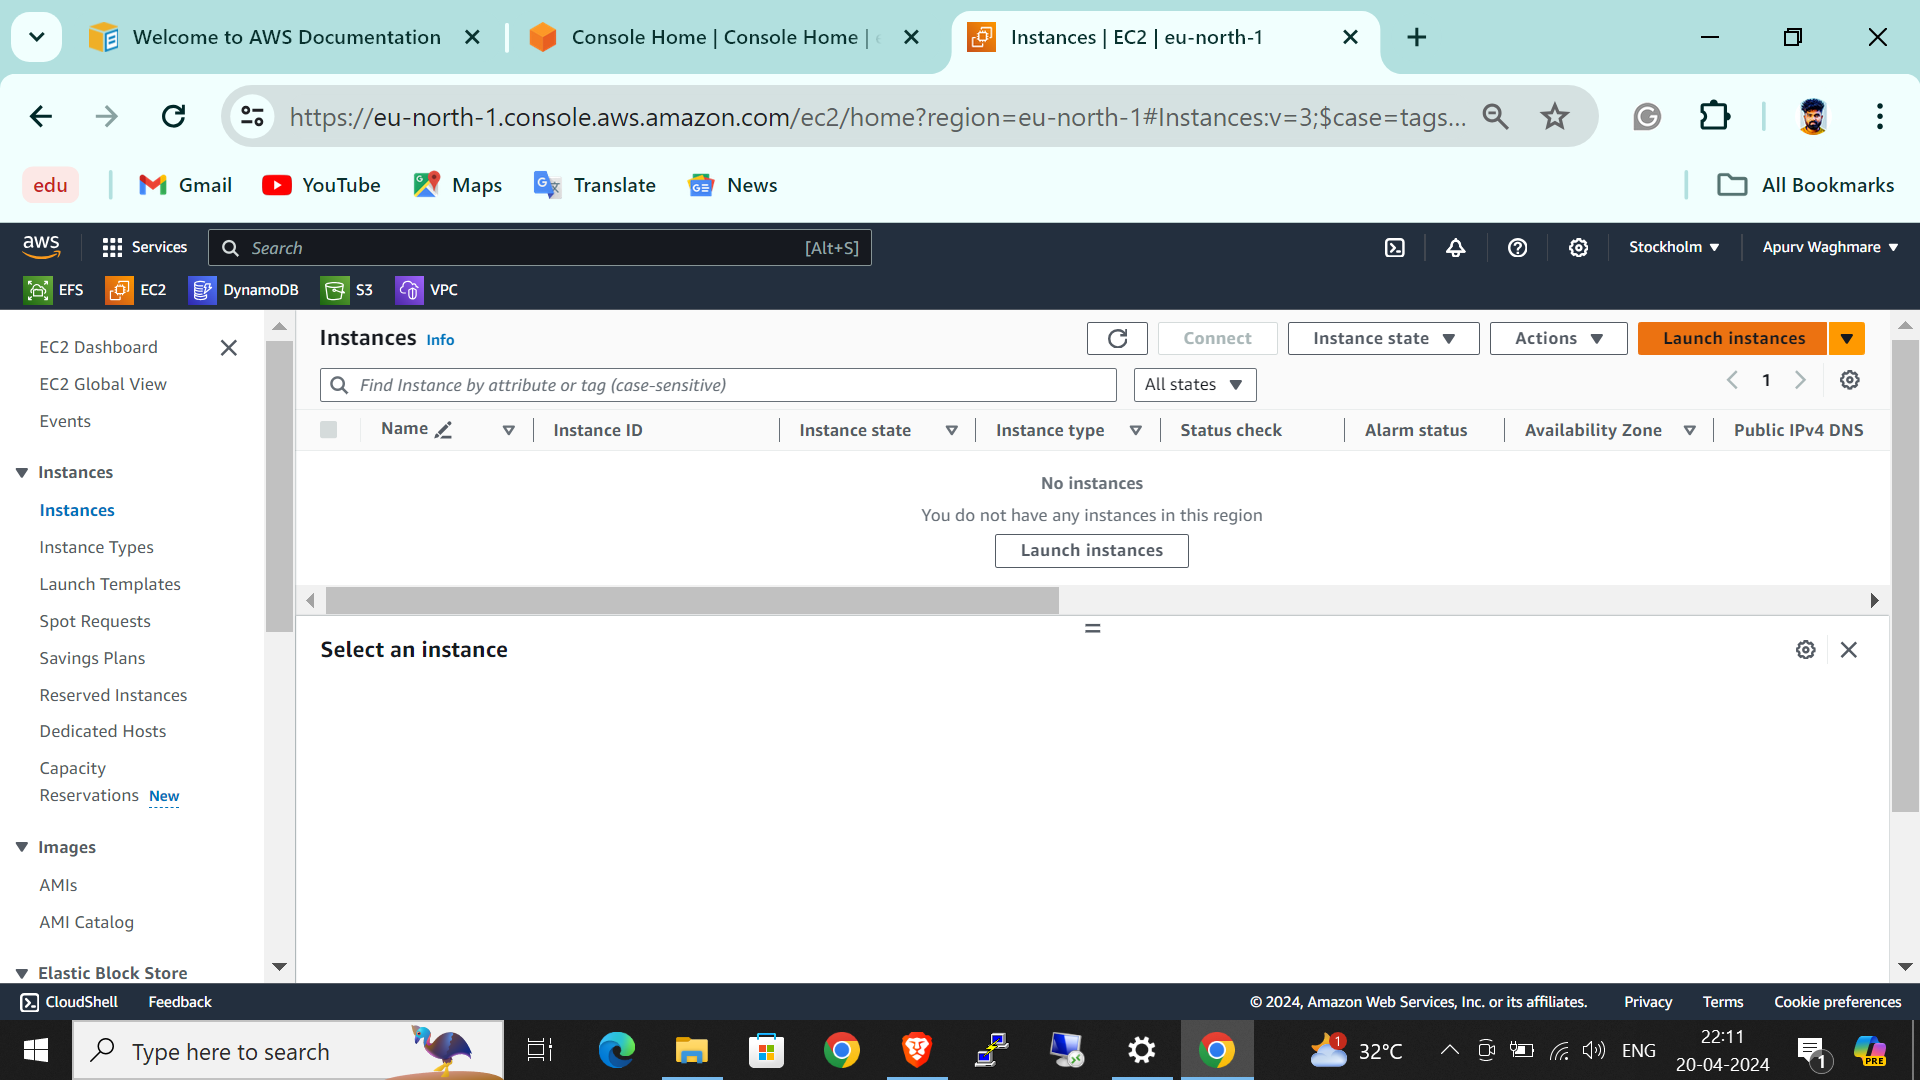 Welcome to AWS Documentation
Console Home | Console Home |
Instances | EC2 | eu-north-1
https://eu-north-1.console.aws.amazon.com/ec2/home?region=eu-north-1#Instances:v=3;$case=tags...
edu
Gmail
YouTube
Maps
Translate
News
All Bookmarks
aws
Services
Search
[Alt+S]
Stockholm
Apurv Waghmare
EFS
EC2
DynamoDB
S3
VPC
EC2 Dashboard
EC2 Global View
Events
Instances
Instances
Instance Types
Launch Templates
Spot Requests
Savings Plans
Reserved Instances
Dedicated Hosts
Capacity
Reservations New
Images
AMIs
AMI Catalog
Elastic Block Store
Instances Info
Connect
Instance state
Actions
Launch instances
Find Instance by attribute or tag (case-sensitive)
All states
1
Name
Instance ID
Instance state
Instance type
Status check
Alarm status
Availability Zone
Public IPv4 DNS
No instances
You do not have any instances in this region
Launch instances
Select an instance
CloudShell
Feedback
© 2024, Amazon Web Services, Inc. or its affiliates.
Privacy
Terms
Cookie preferences
Type here to search
1
32°C
ENG
22:11
20-04-2024
1
PRE